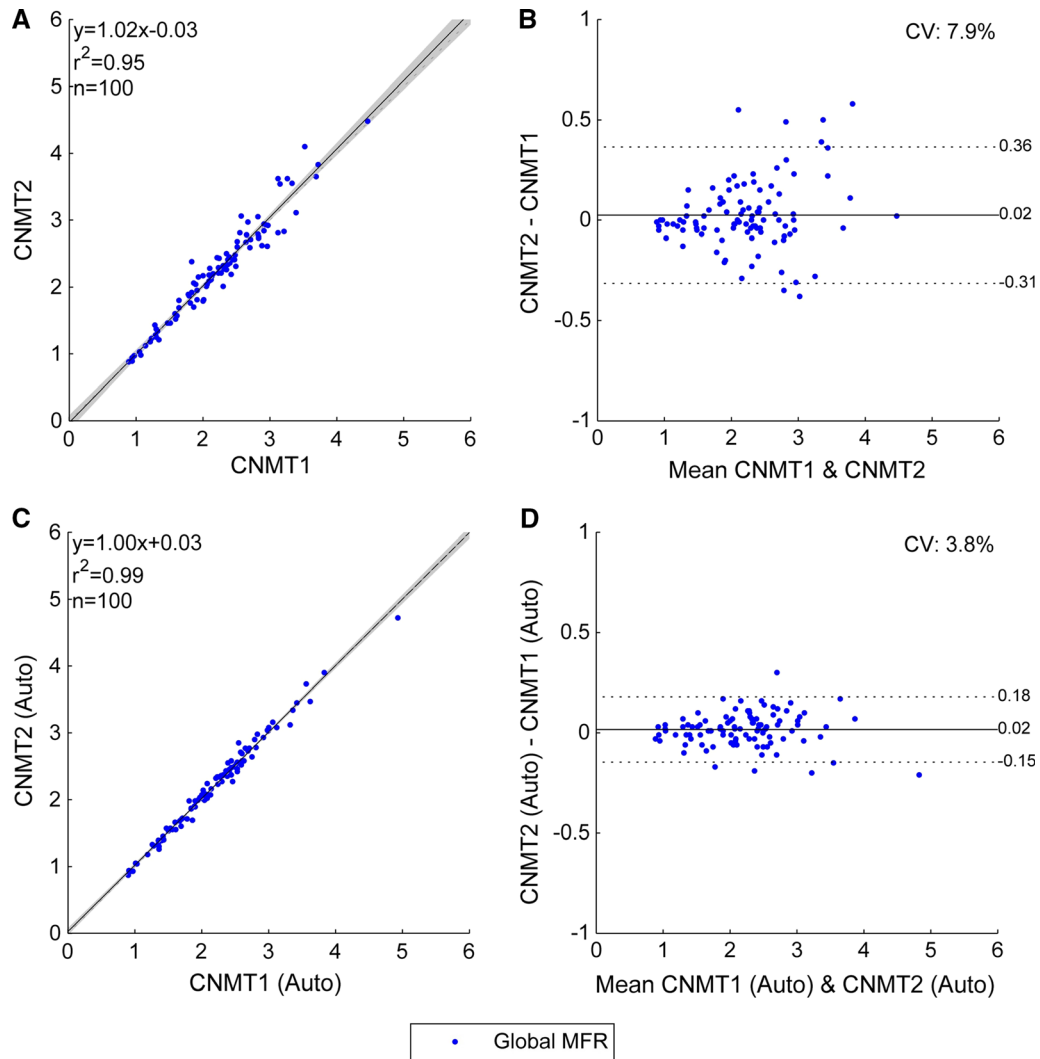 A
y=1.02x-0.03
r²=0.95
n=100
6
5
4
3
2
1
0
0 1 2 3 4 5 6
CNMT2
CNMT1
B
CV: 7.9%
1
0.5
0
-0.5
-1
0.36
0.02
-0.31
0 1 2 3 4 5 6
CNMT2 - CNMT1
Mean CNMT1 & CNMT2
C
y=1.00x+0.03
r²=0.99
n=100
6
5
4
3
2
1
0
0 1 2 3 4 5 6
CNMT2 (Auto)
CNMT1 (Auto)
D
CV: 3.8%
1
0.5
0
-0.5
-1
0.18
0.02
-0.15
0 1 2 3 4 5 6
CNMT2 (Auto) - CNMT1 (Auto)
Mean CNMT1 (Auto) & CNMT2 (Auto)
Global MFR